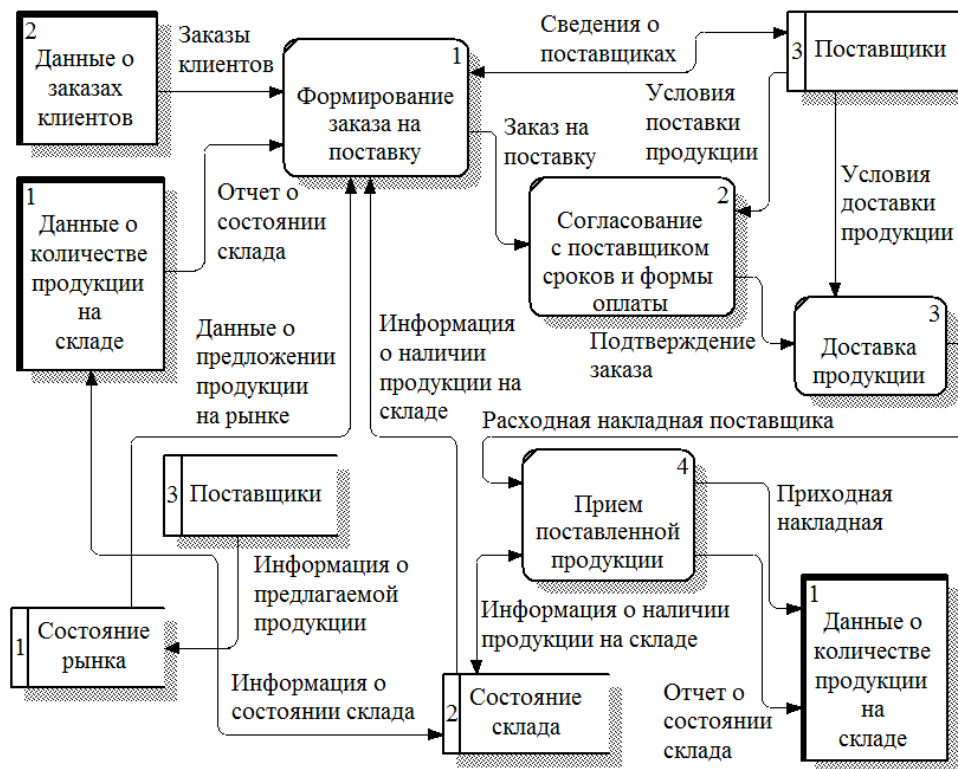 2
Данные о
заказах
клиентов
Заказы
клиентов
1
Формирование
заказа на
поставку
Сведения о
поставщиках
3
Поставщики
Условия
поставки
продукции
Заказ на
поставку
Условия
доставки
продукции
1
Данные о
количестве
продукции
на
складе
Отчет о
состоянии
склада
2
Согласование
с поставщиком
сроков и формы
оплаты
3
Доставка
продукции
Подтверждение
заказа
Данные о
предложении
продукции
на рынке
Информация
о наличии
продукции на
складе
Расходная накладная поставщика
3
Поставщики
4
Прием
поставленной
продукции
Приходная
накладная
Информация о
предлагаемой
продукции
Информация о наличии
продукции на складе
1
Состояние
рынка
1
Данные о
количестве
продукции
на
складе
Информация о
состоянии склада
2
Состояние
склада
Отчет о
состоянии
склада